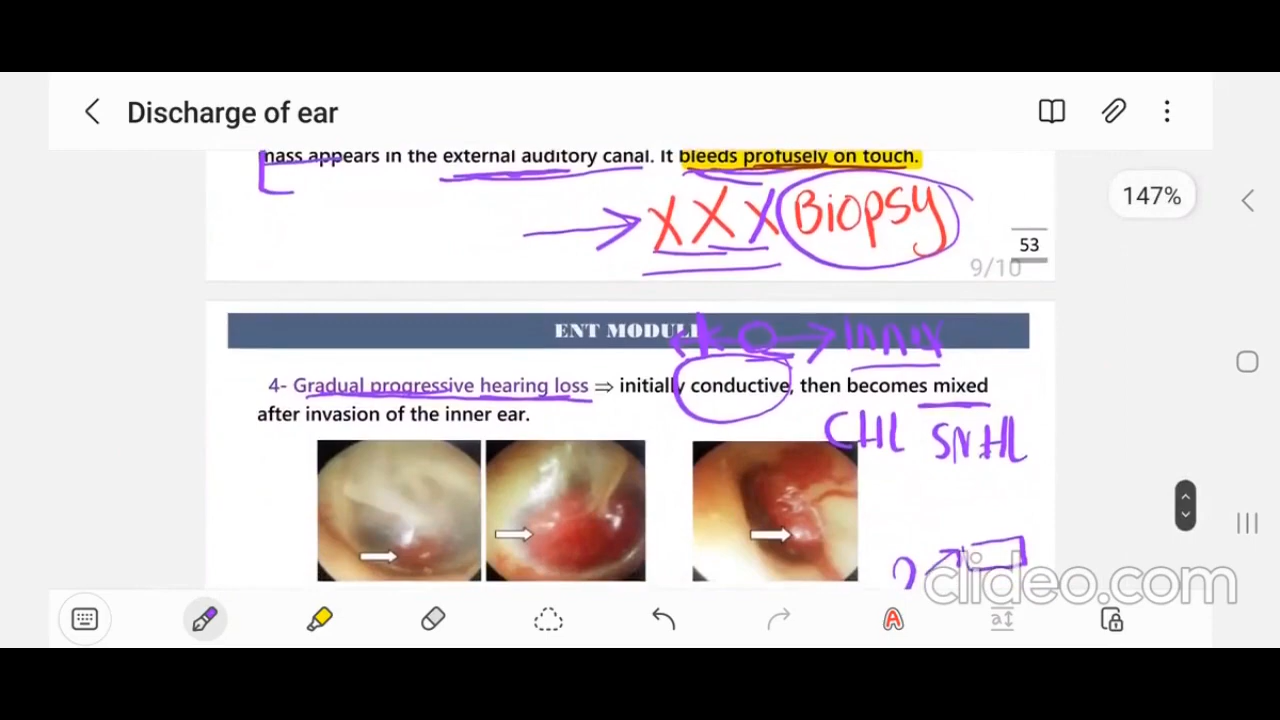 Discharge of ear
mass appears in the external auditory canal. It bleeds profusely on touch.
147%
XXX Biopsy
53
9/10
ENT MODULE
4- Gradual progressive hearing loss ⇒ initially conductive, then becomes mixed
after invasion of the inner ear.
CHL SNHL
clideo.com
A
a